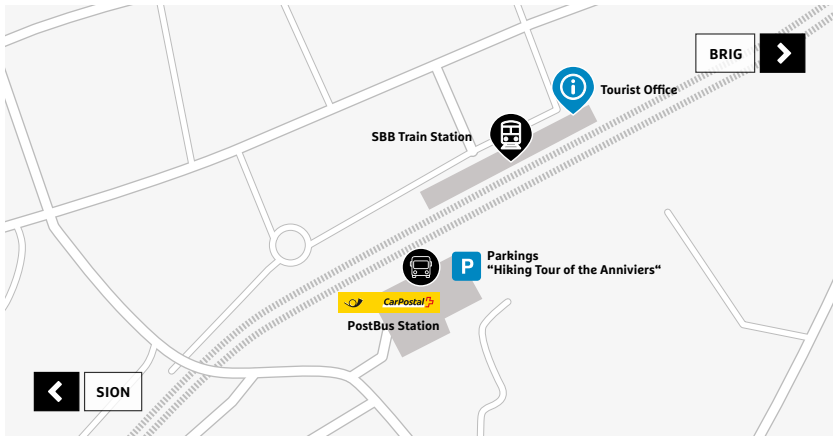 BRIG
Tourist Office
SBB Train Station
P
Parkings
“Hiking Tour of the Anniviers“
CarPostal
PostBus Station
SION